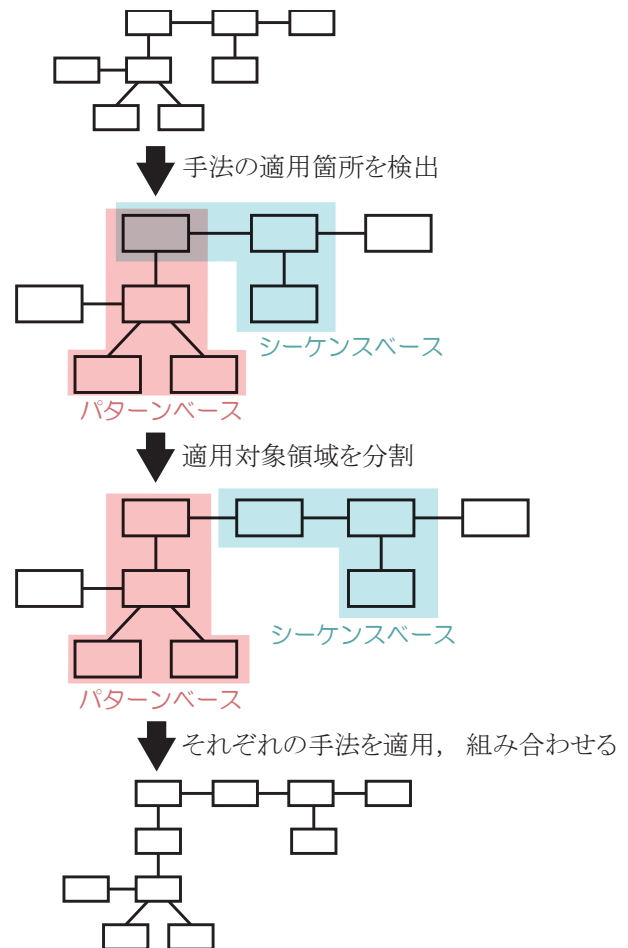 手法の適用箇所を検出
シーケンスベース
パターンベース
適用対象領域を分割
シーケンスベース
パターンベース
それぞれの手法を適用， 組み合わせる